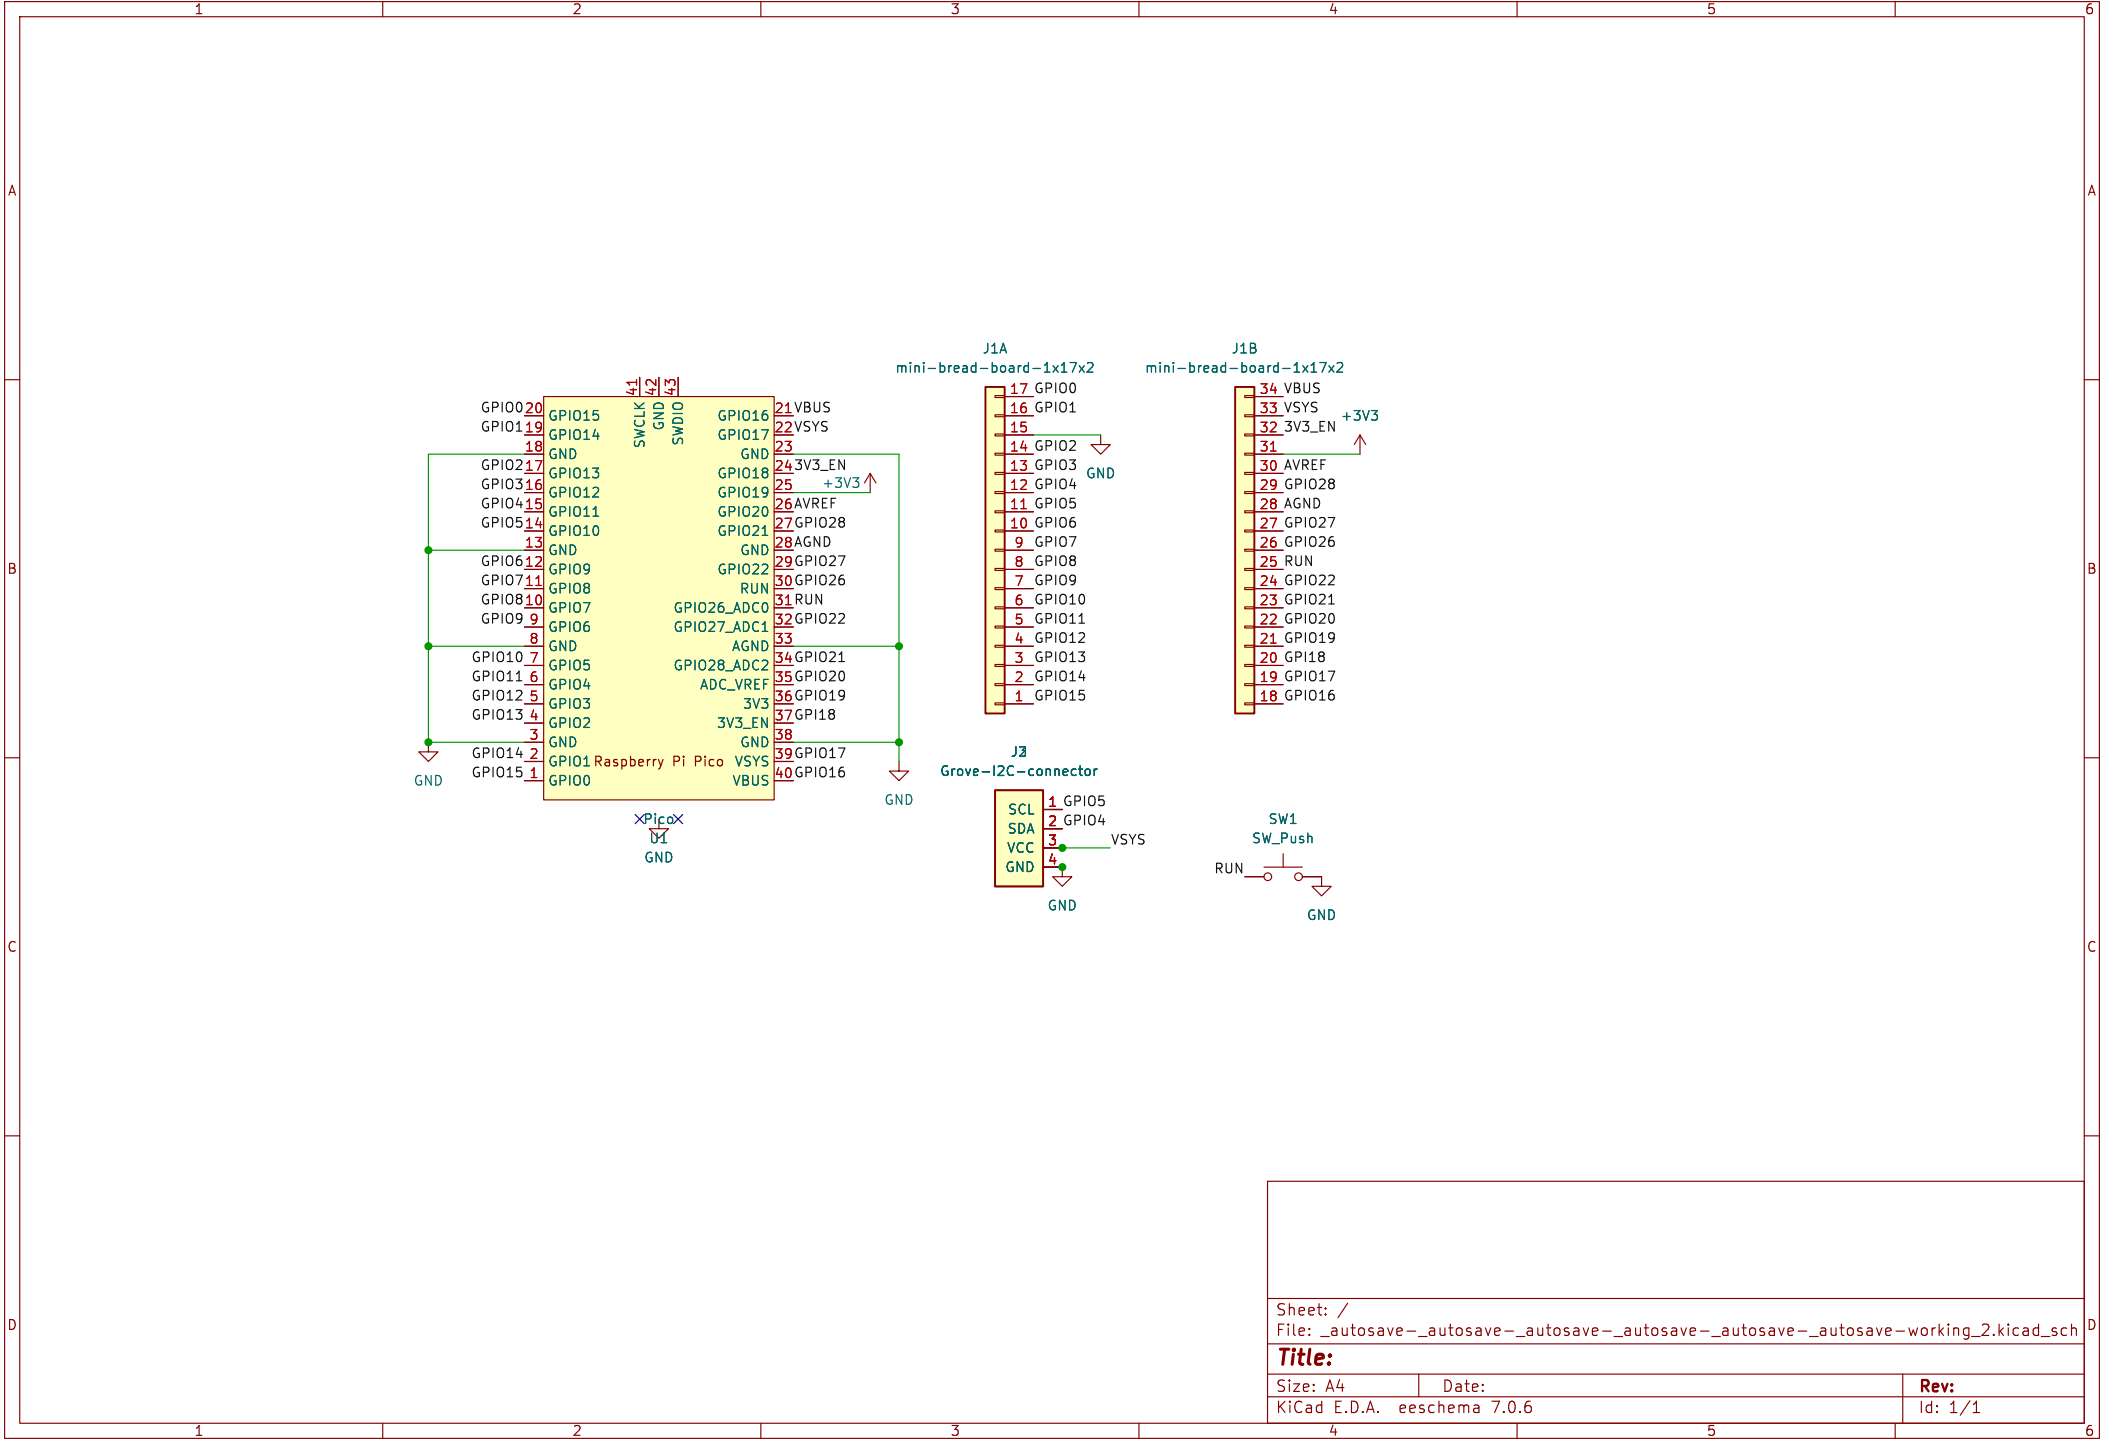 1 2 3 4 5 6
A A
B B
C C
D D
J1A
mini-bread-board-1x17x2
17 GPIO0
16 GPIO1
15
14 GPIO2
13 GPIO3
12 GPIO4
11 GPIO5
10 GPIO6
9 GPIO7
8 GPIO8
7 GPIO9
6 GPIO10
5 GPIO11
4 GPIO12
3 GPIO13
2 GPIO14
1 GPIO15
GND
J1B
mini-bread-board-1x17x2
34 VBUS
33 VSYS
32 3V3_EN
31
30 AVREF
29 GPIO28
28 AGND
27 GPIO27
26 GPIO26
25 RUN
24 GPIO22
23 GPIO21
22 GPIO20
21 GPIO19
20 GPI18
19 GPIO17
18 GPIO16
+3V3
41 42 43
SWCLK
GND
SWDIO
GPIO0 20 GPIO15
GPIO1 19 GPIO14
18 GND
GPIO2 17 GPIO13
GPIO3 16 GPIO12
GPIO4 15 GPIO11
GPIO5 14 GPIO10
13 GND
GPIO6 12 GPIO9
GPIO7 11 GPIO8
GPIO8 10 GPIO7
GPIO9 9 GPIO6
8 GND
GPIO10 7 GPIO5
GPIO11 6 GPIO4
GPIO12 5 GPIO3
GPIO13 4 GPIO2
3 GND
GPIO14 2 GPIO1
GPIO15 1 GPIO0
GND
Raspberry Pi Pico
GPIO16 21 VBUS
GPIO17 22 VSYS
GND 23
GPIO18 24 3V3_EN
GPIO19 25 +3V3
GPIO20 26 AVREF
GPIO21 27 GPIO28
GND 28 AGND
GPIO22 29 GPIO27
RUN 30 GPIO26
GPIO26_ADC0 31 RUN
GPIO27_ADC1 32 GPIO22
AGND 33
GPIO28_ADC2 34 GPIO21
ADC_VREF 35 GPIO20
3V3 36 GPIO19
3V3_EN 37 GPI18
GND 38
VSYS 39 GPIO17
VBUS 40 GPIO16
GND
Pico
U1
GND
Grove-I2C-connector
SCL 1 GPIO5
SDA 2 GPIO4
VCC 3 VSYS
GND 4
GND
SW1
SW_Push
RUN
GND
Sheet: /
File: _autosave-_autosave-_autosave-_autosave-_autosave-_autosave-working_2.kicad_sch
Title:
Size: A4 Date: Rev:
KiCad E.D.A. eeschema 7.0.6 Id: 1/1
1 2 3 4 5 6